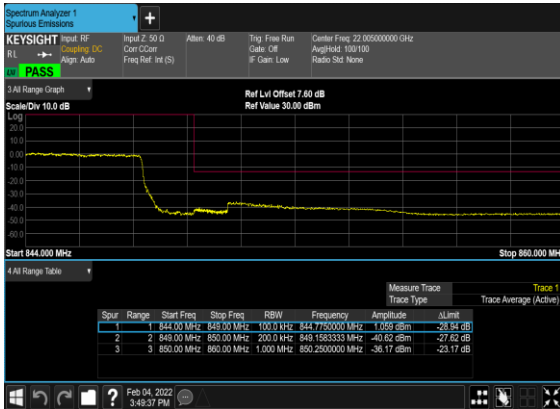 Spectrum Analyzer 1
Spurious Emissions
+
KEYSIGHT Input: RF Input Z: 50 Ω Atten: 40 dB Trig: Free Run Center Freq: 22.005000000 GHz
RL Coupling: DC Corr CCorr Gate: Off Avg|Hold: 100/100
Align: Auto Freq Ref: Int (S) IF Gain: Low Radio Std: None
PASS
3 All Range Graph
Ref Lvl Offset 7.60 dB
Scale/Div 10.0 dB Ref Value 30.00 dBm
Log
20.0
10.0
0.00
-10.0
-20.0
-30.0
-40.0
-50.0
-60.0
Start 844.000 MHz Stop 860.000 MH
4 All Range Table
Measure Trace Trace 1
Trace Type Trace Average (Active)
Spur Range Start Freq Stop Freq RBW Frequency Amplitude ΔLimit
1 1 844.00 MHz 849.00 MHz 100.0 kHz 844.7750000 MHz 1.059 dBm -28.94 dB
2 2 849.00 MHz 850.00 MHz 200.0 kHz 849.1583333 MHz -40.62 dBm -27.62 dB
3 3 850.00 MHz 860.00 MHz 1.000 MHz 850.2500000 MHz -36.17 dBm -23.17 dB
? Feb 04, 2022
3:49:37 PM